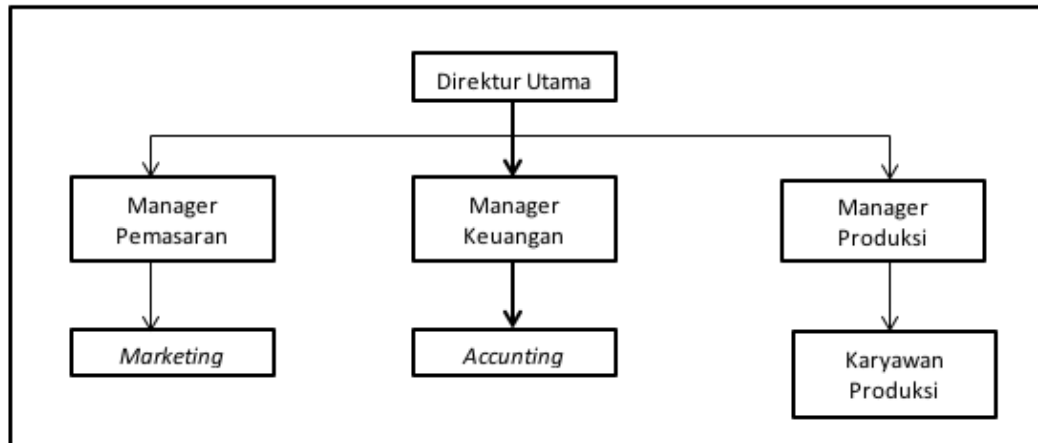 Direktur Utama
Manager
Pemasaran
Manager
Keuangan
Manager
Produksi
Marketing
Accunting
Karyawan
Produksi